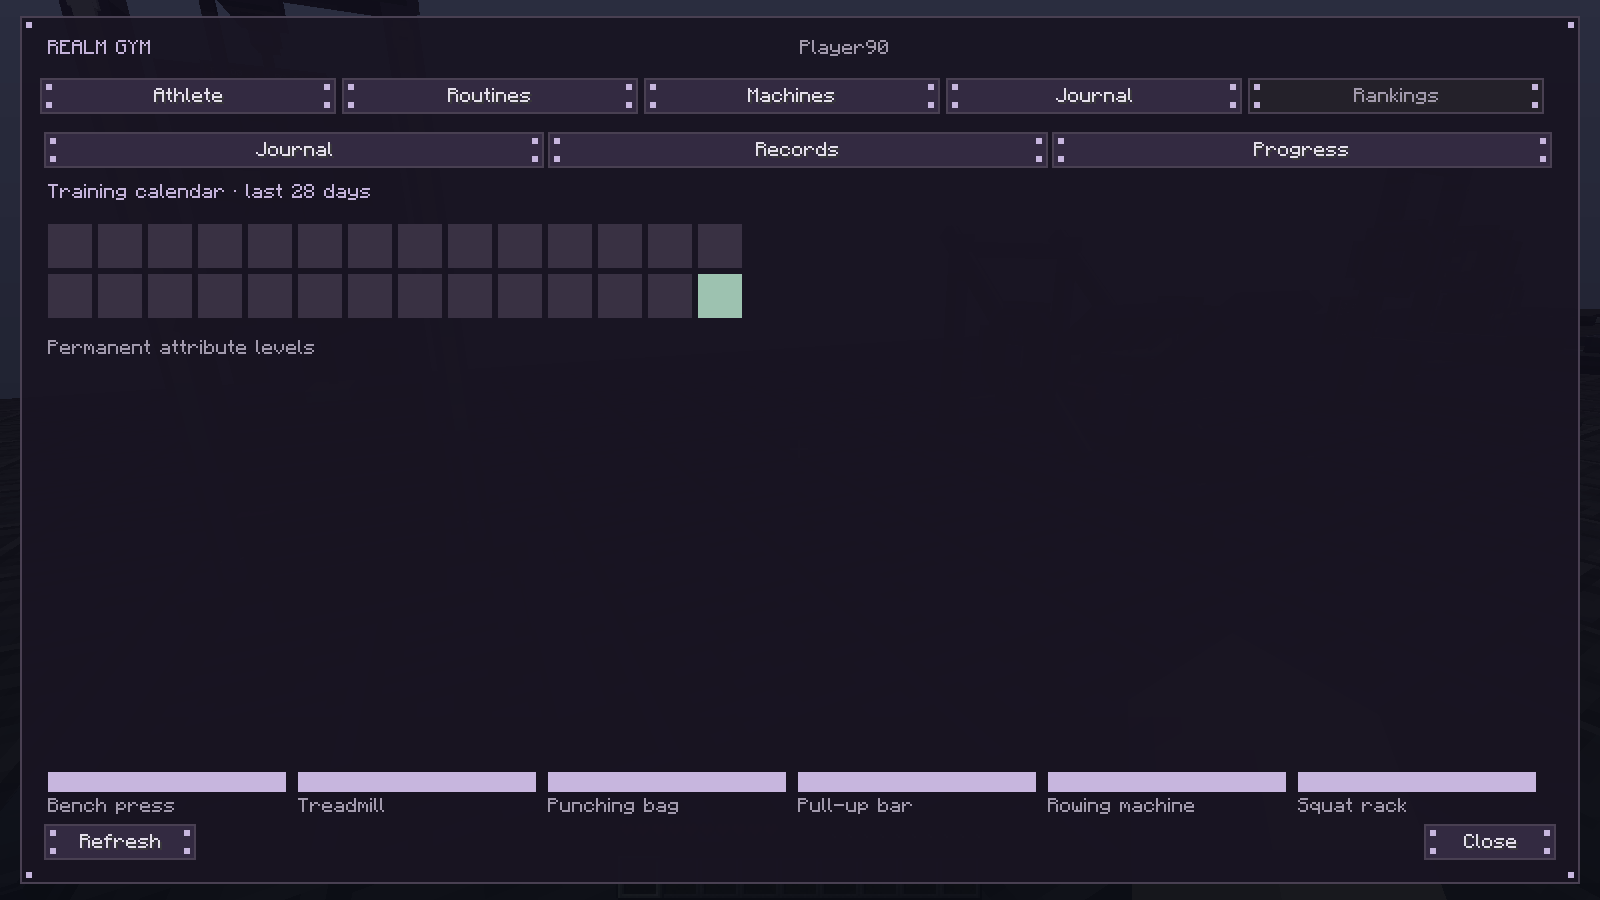 REALM GYM
Player90
Athlete Routines Machines Journal Rankings
Journal Records Progress
Training calendar · last 28 days
Permanent attribute levels
Bench press Treadmill Punching bag Pull-up bar Rowing machine Squat rack
Refresh Close